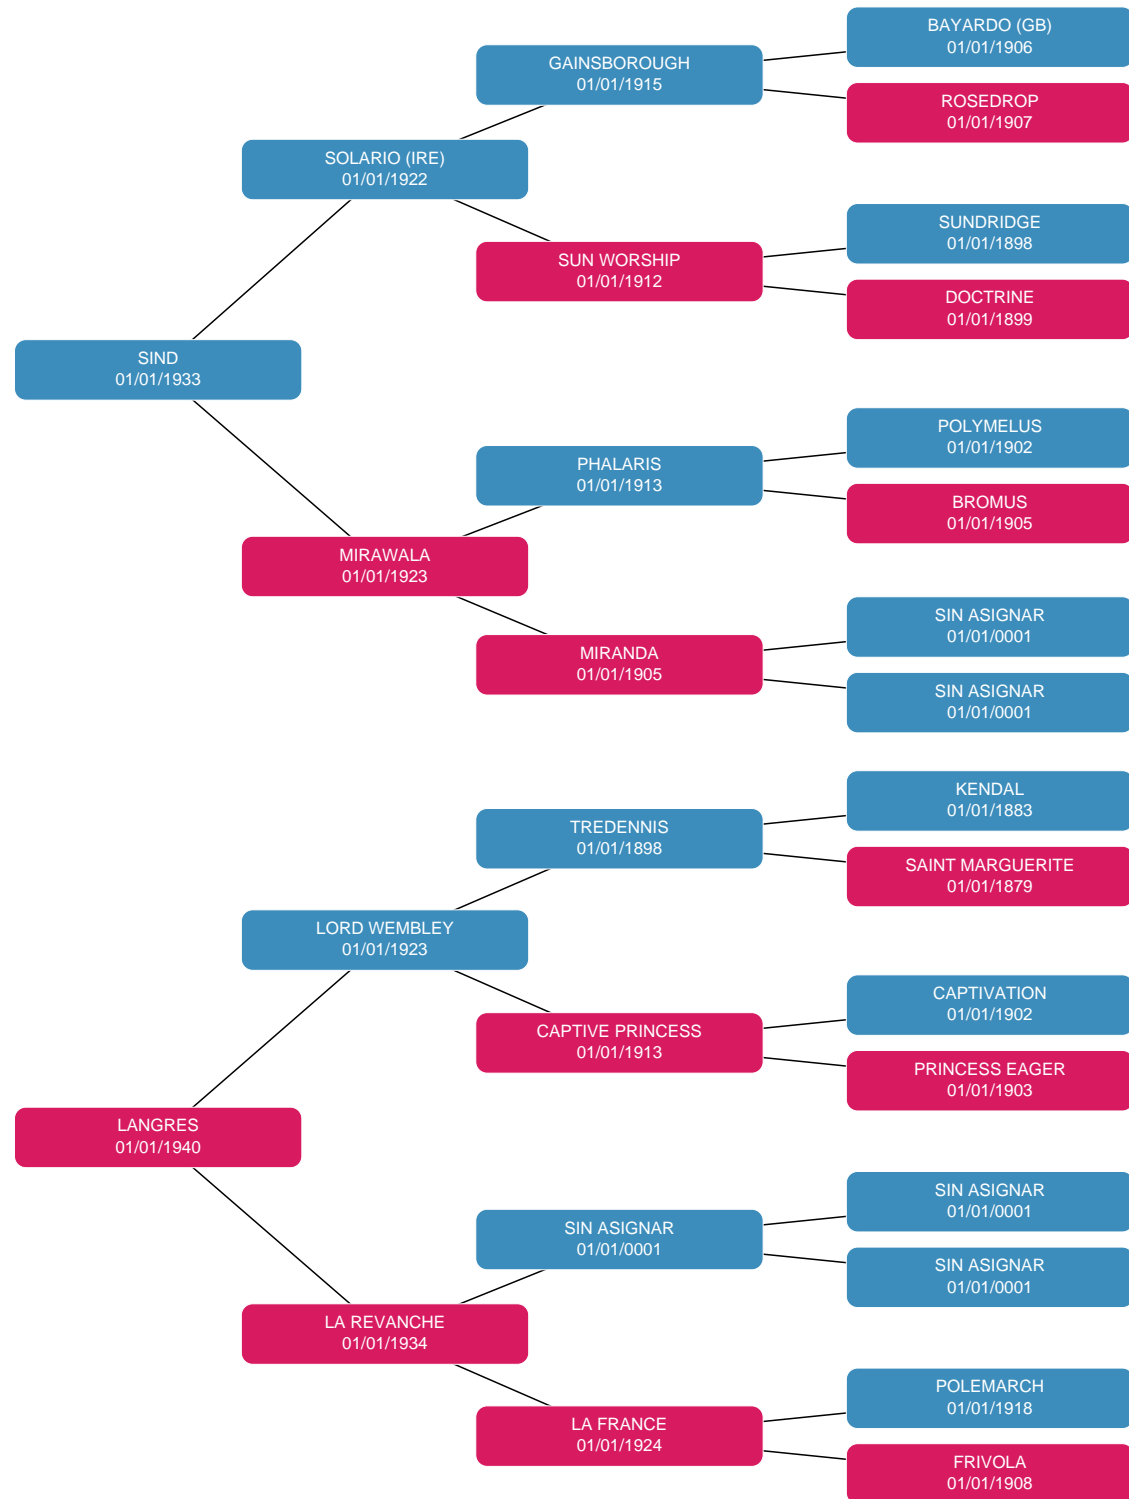 BAYARDO (GB)
01/01/1906
GAINSBOROUGH
01/01/1915
ROSEDROP
01/01/1907
SOLARIO (IRE)
01/01/1922
SUNDRIDGE
01/01/1898
SUN WORSHIP
01/01/1912
DOCTRINE
01/01/1899
SIND
01/01/1933
POLYMELUS
01/01/1902
PHALARIS
01/01/1913
BROMUS
01/01/1905
MIRAWALA
01/01/1923
SIN ASIGNAR
01/01/0001
MIRANDA
01/01/1905
SIN ASIGNAR
01/01/0001
KENDAL
01/01/1883
TREDENNIS
01/01/1898
SAINT MARGUERITE
01/01/1879
LORD WEMBLEY
01/01/1923
CAPTIVATION
01/01/1902
CAPTIVE PRINCESS
01/01/1913
PRINCESS EAGER
01/01/1903
LANGRES
01/01/1940
SIN ASIGNAR
01/01/0001
SIN ASIGNAR
01/01/0001
SIN ASIGNAR
01/01/0001
LA REVANCHE
01/01/1934
POLEMARCH
01/01/1918
LA FRANCE
01/01/1924
FRIVOLA
01/01/1908